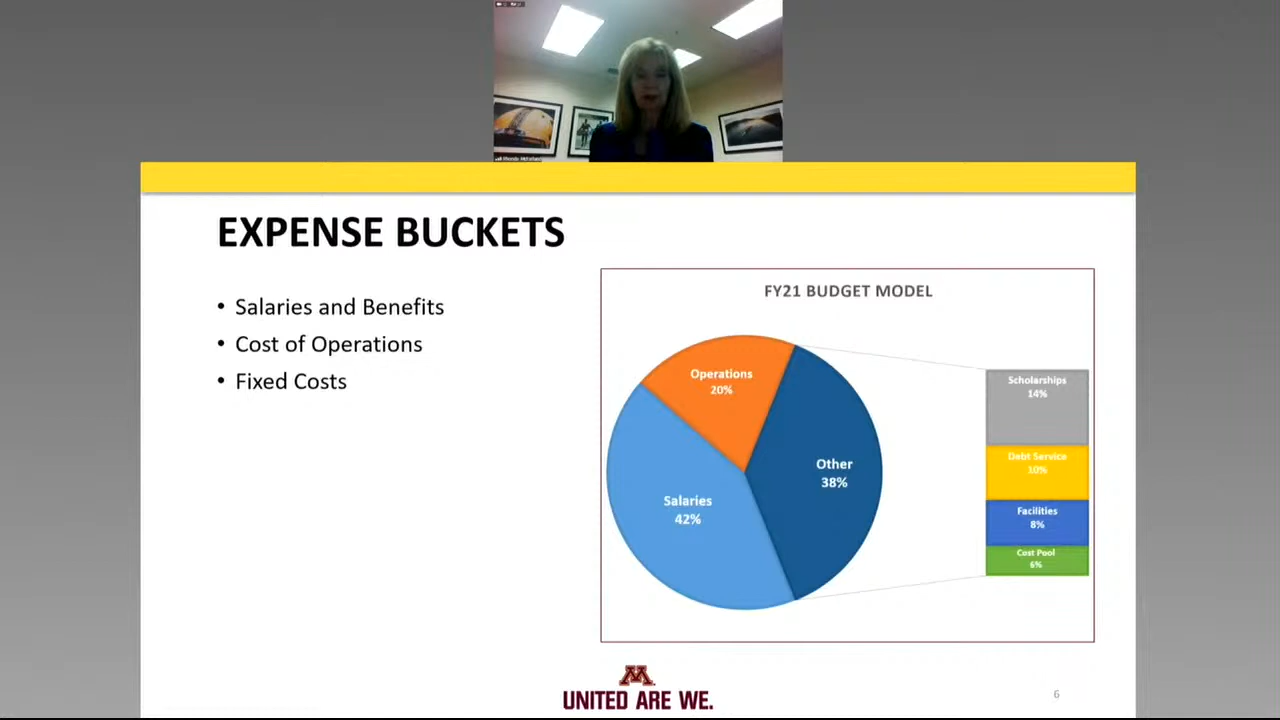 EXPENSE BUCKETS
• Salaries and Benefits
• Cost of Operations
• Fixed Costs
FY21 BUDGET MODEL
Operations
20%
Other
38%
Salaries
42%
Scholarships
14%
Debt Service
10%
Facilities
8%
Cost Pool
6%
M
UNITED ARE WE.
6